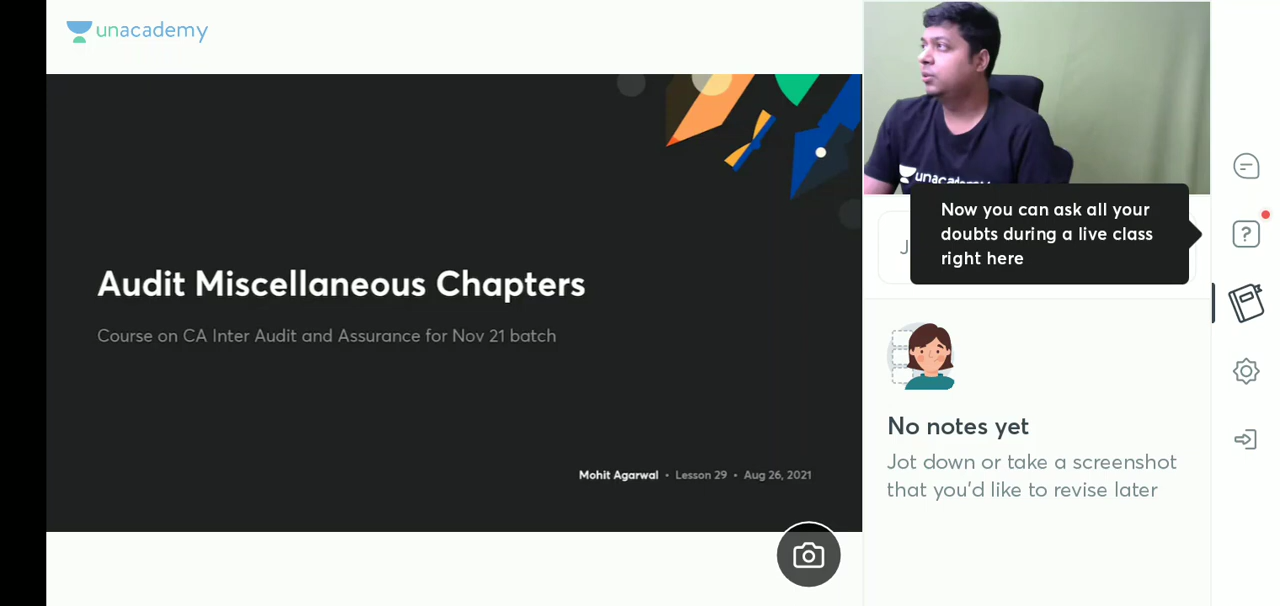 unacademy
Audit Miscellaneous Chapters
Course on CA Inter Audit and Assurance for Nov 21 batch
Mohit Agarwal • Lesson 29 • Aug 26, 2021
unacademy
Now you can ask all your
doubts during a live class
right here
J
No notes yet
Jot down or take a screenshot
that you'd like to revise later